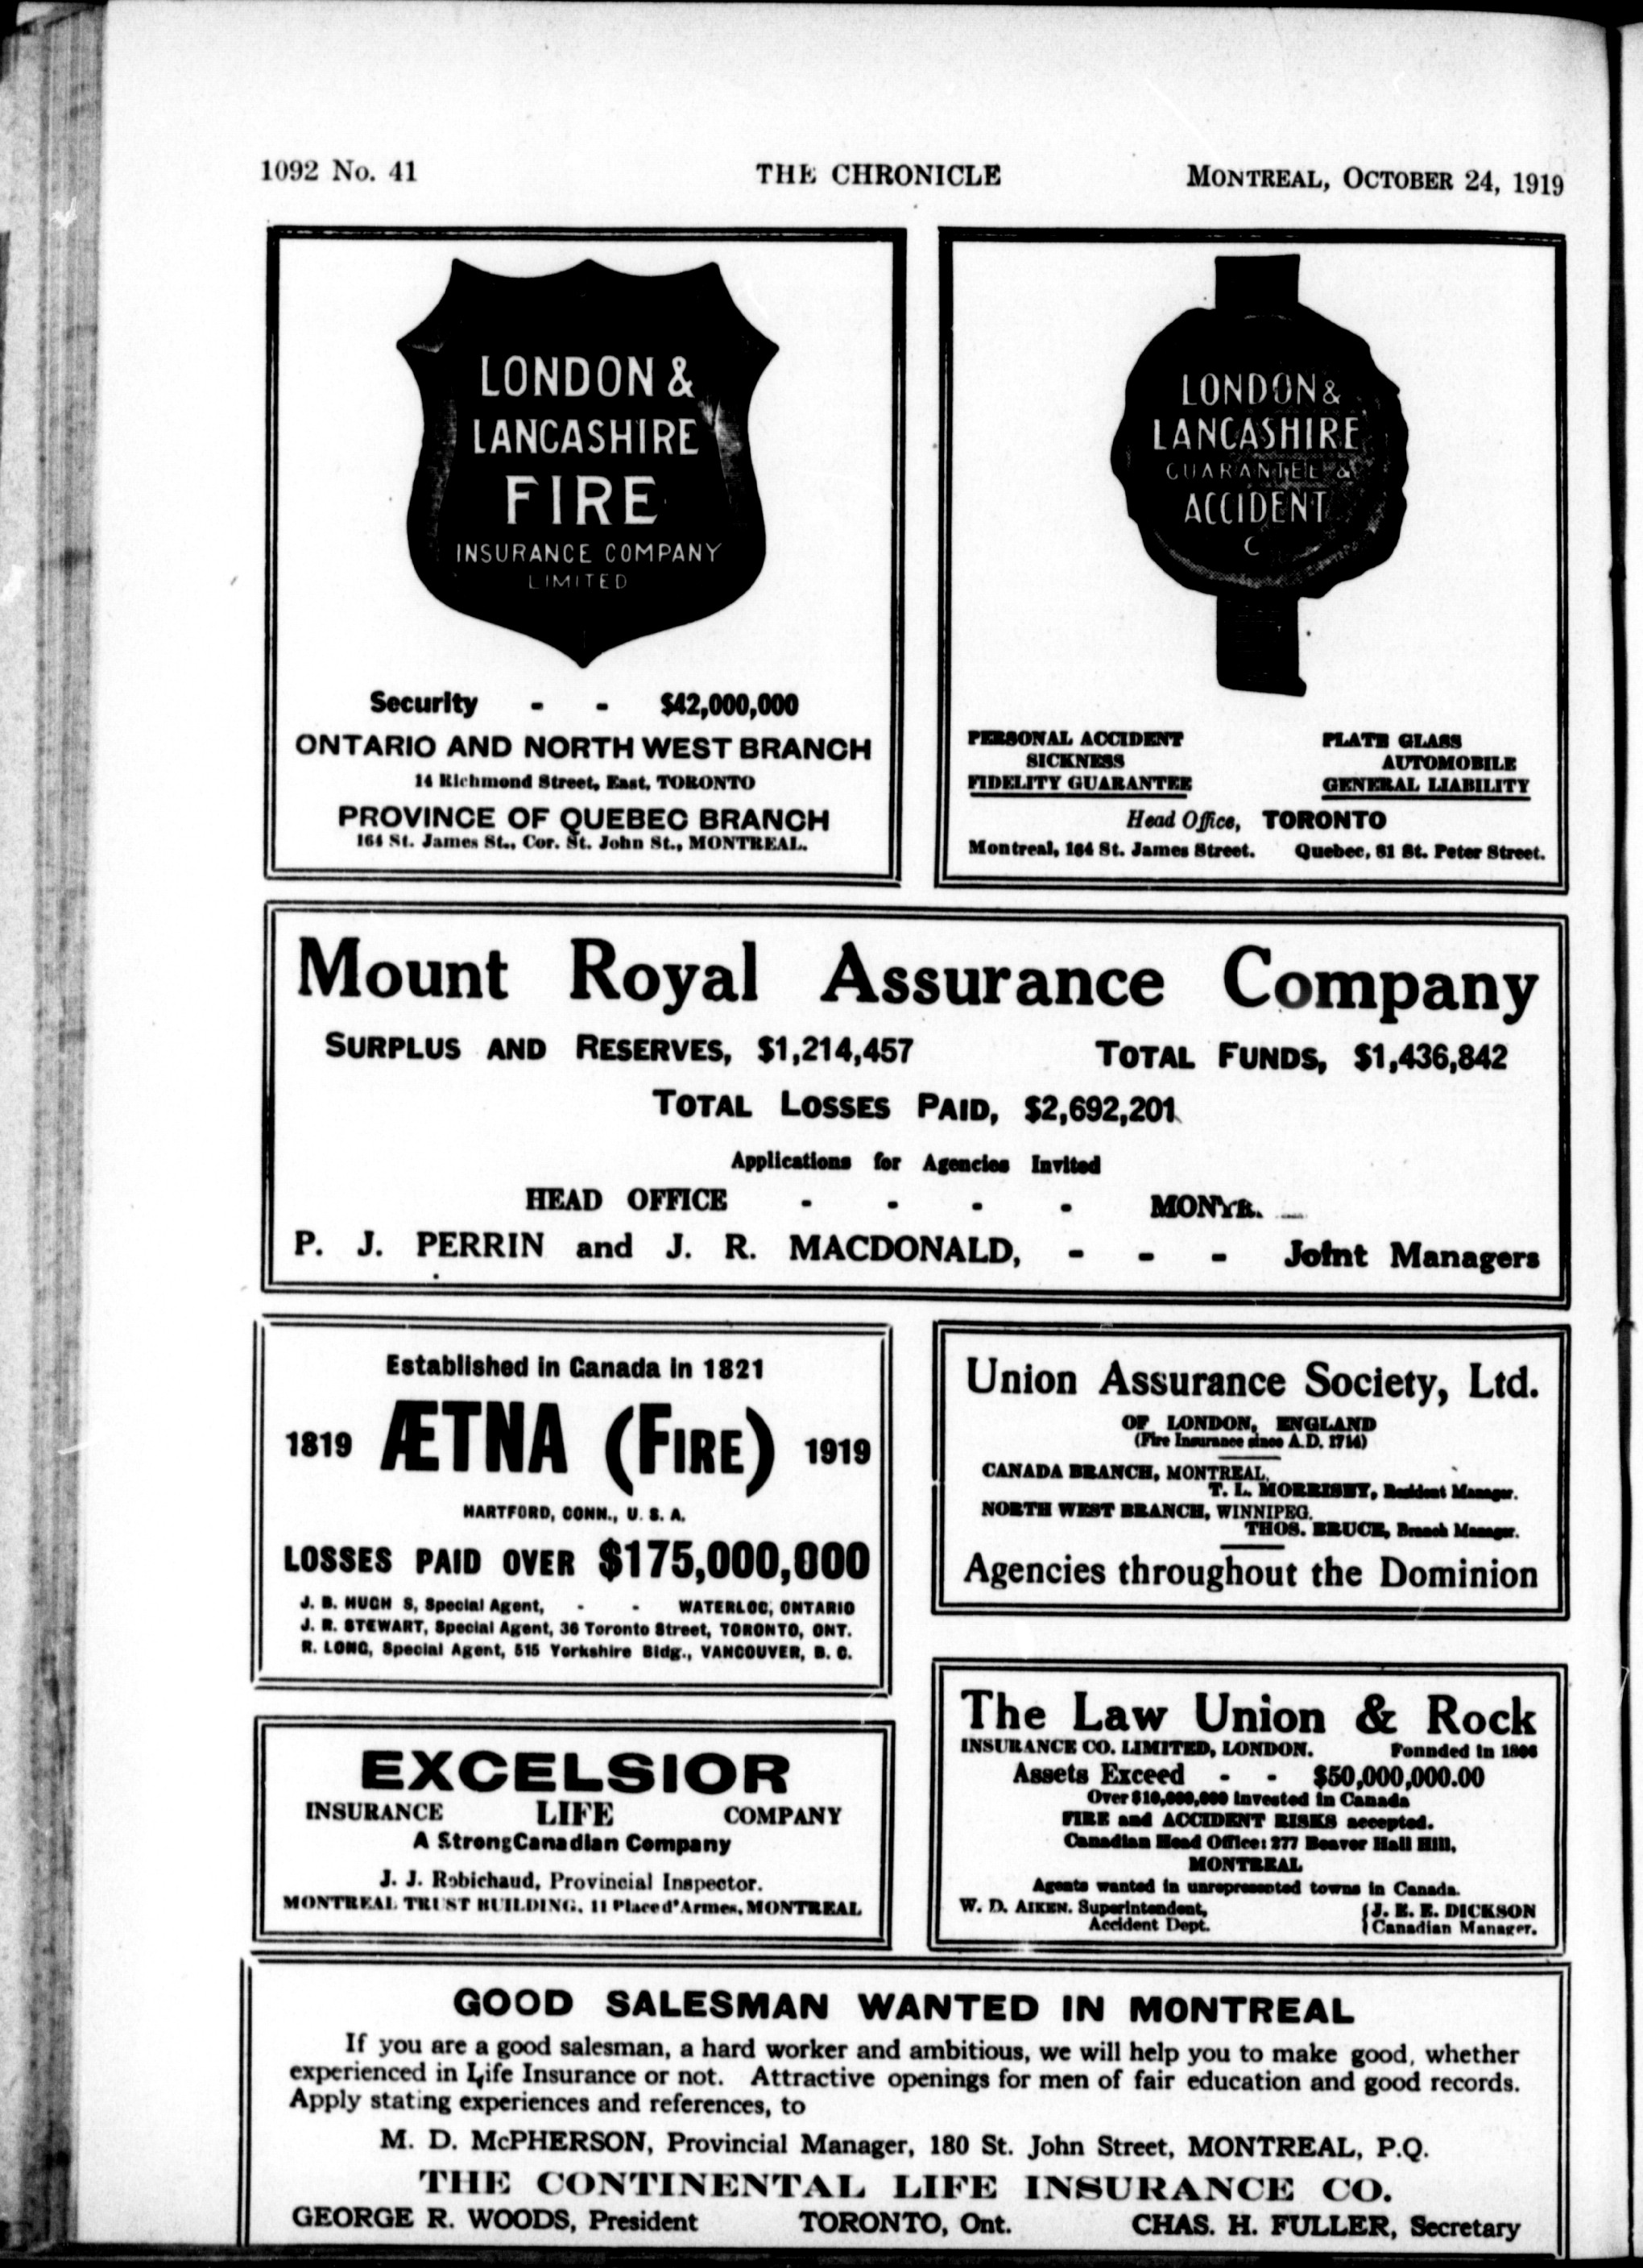 1092 No. 41
THE CHRONICLE
MONTREAL, OCTOBER 24, 1919
LONDON &
LANCASHIRE
FIRE
INSURANCE COMPANY
LIMITED
Security - - $42,000,000
ONTARIO AND NORTH WEST BRANCH
14 Richmond Street, East, TORONTO
PROVINCE OF QUEBEC BRANCH
164 St. James St., Cor. St. John St., MONTREAL.
LONDON &
LANCASHIRE
GUARANTEE &
ACCIDENT
C
PERSONAL ACCIDENT
SICKNESS
FIDELITY GUARANTEE
PLATE GLASS
AUTOMOBILE
GENERAL LIABILITY
Head Office, TORONTO
Montreal, 164 St. James Street. Quebec, 81 St. Peter Street.
Mount Royal Assurance Company
SURPLUS AND RESERVES, $1,214,457 TOTAL FUNDS, $1,436,842
TOTAL LOSSES PAID, $2,692,201
Applications for Agencies Invited
HEAD OFFICE - - - -
P. J. PERRIN and J. R. MACDONALD, - - - Joint Managers
Established in Canada in 1821
1819 ÆTNA (FIRE) 1919
HARTFORD, CONN., U. S. A.
LOSSES PAID OVER $175,000,000
J. B. HUGH S, Special Agent, - - WATERLOO, ONTARIO
J. R. STEWART, Special Agent, 36 Toronto Street, TORONTO, ONT.
R. LONG, Special Agent, 515 Yorkshire Bldg., VANCOUVER, B. C.
Union Assurance Society, Ltd.
OF LONDON, ENGLAND
(Fire Insurance since A.D. 1714)
CANADA BRANCH, MONTREAL,
T. L. MORRISEY, Resident Manager.
NORTH WEST BRANCH, WINNIPEG.
THOS. BRUCE, Branch Manager.
Agencies throughout the Dominion
EXCELSIOR
INSURANCE LIFE COMPANY
A Strong Canadian Company
J. J. Robichaud, Provincial Inspector.
MONTREAL TRUST BUILDING, 11 Place d'Armes, MONTREAL
The Law Union & Rock
INSURANCE CO. LIMITED, LONDON. Fonnded in 1806
Assets Exceed - - $50,000,000.00
Over $10,000,000 Invested in Canada
FIRE and ACCIDENT RISKS accepted.
Canadian Head Office: 277 Beaver Hall Hill,
MONTREAL
Agents wanted in unrepresented towns in Canada.
W. D. AIKEN. Superintendent,
Accident Dept.
J. E. E. DICKSON
Canadian Manager.
GOOD SALESMAN WANTED IN MONTREAL
If you are a good salesman, a hard worker and ambitious, we will help you to make good, whether
experienced in Life Insurance or not. Attractive openings for men of fair education and good records.
Apply stating experiences and references, to
M. D. McPHERSON, Provincial Manager, 180 St. John Street, MONTREAL, P.Q.
THE CONTINENTAL LIFE INSURANCE CO.
GEORGE R. WOODS, President TORONTO, Ont. CHAS. H. FULLER, Secretary